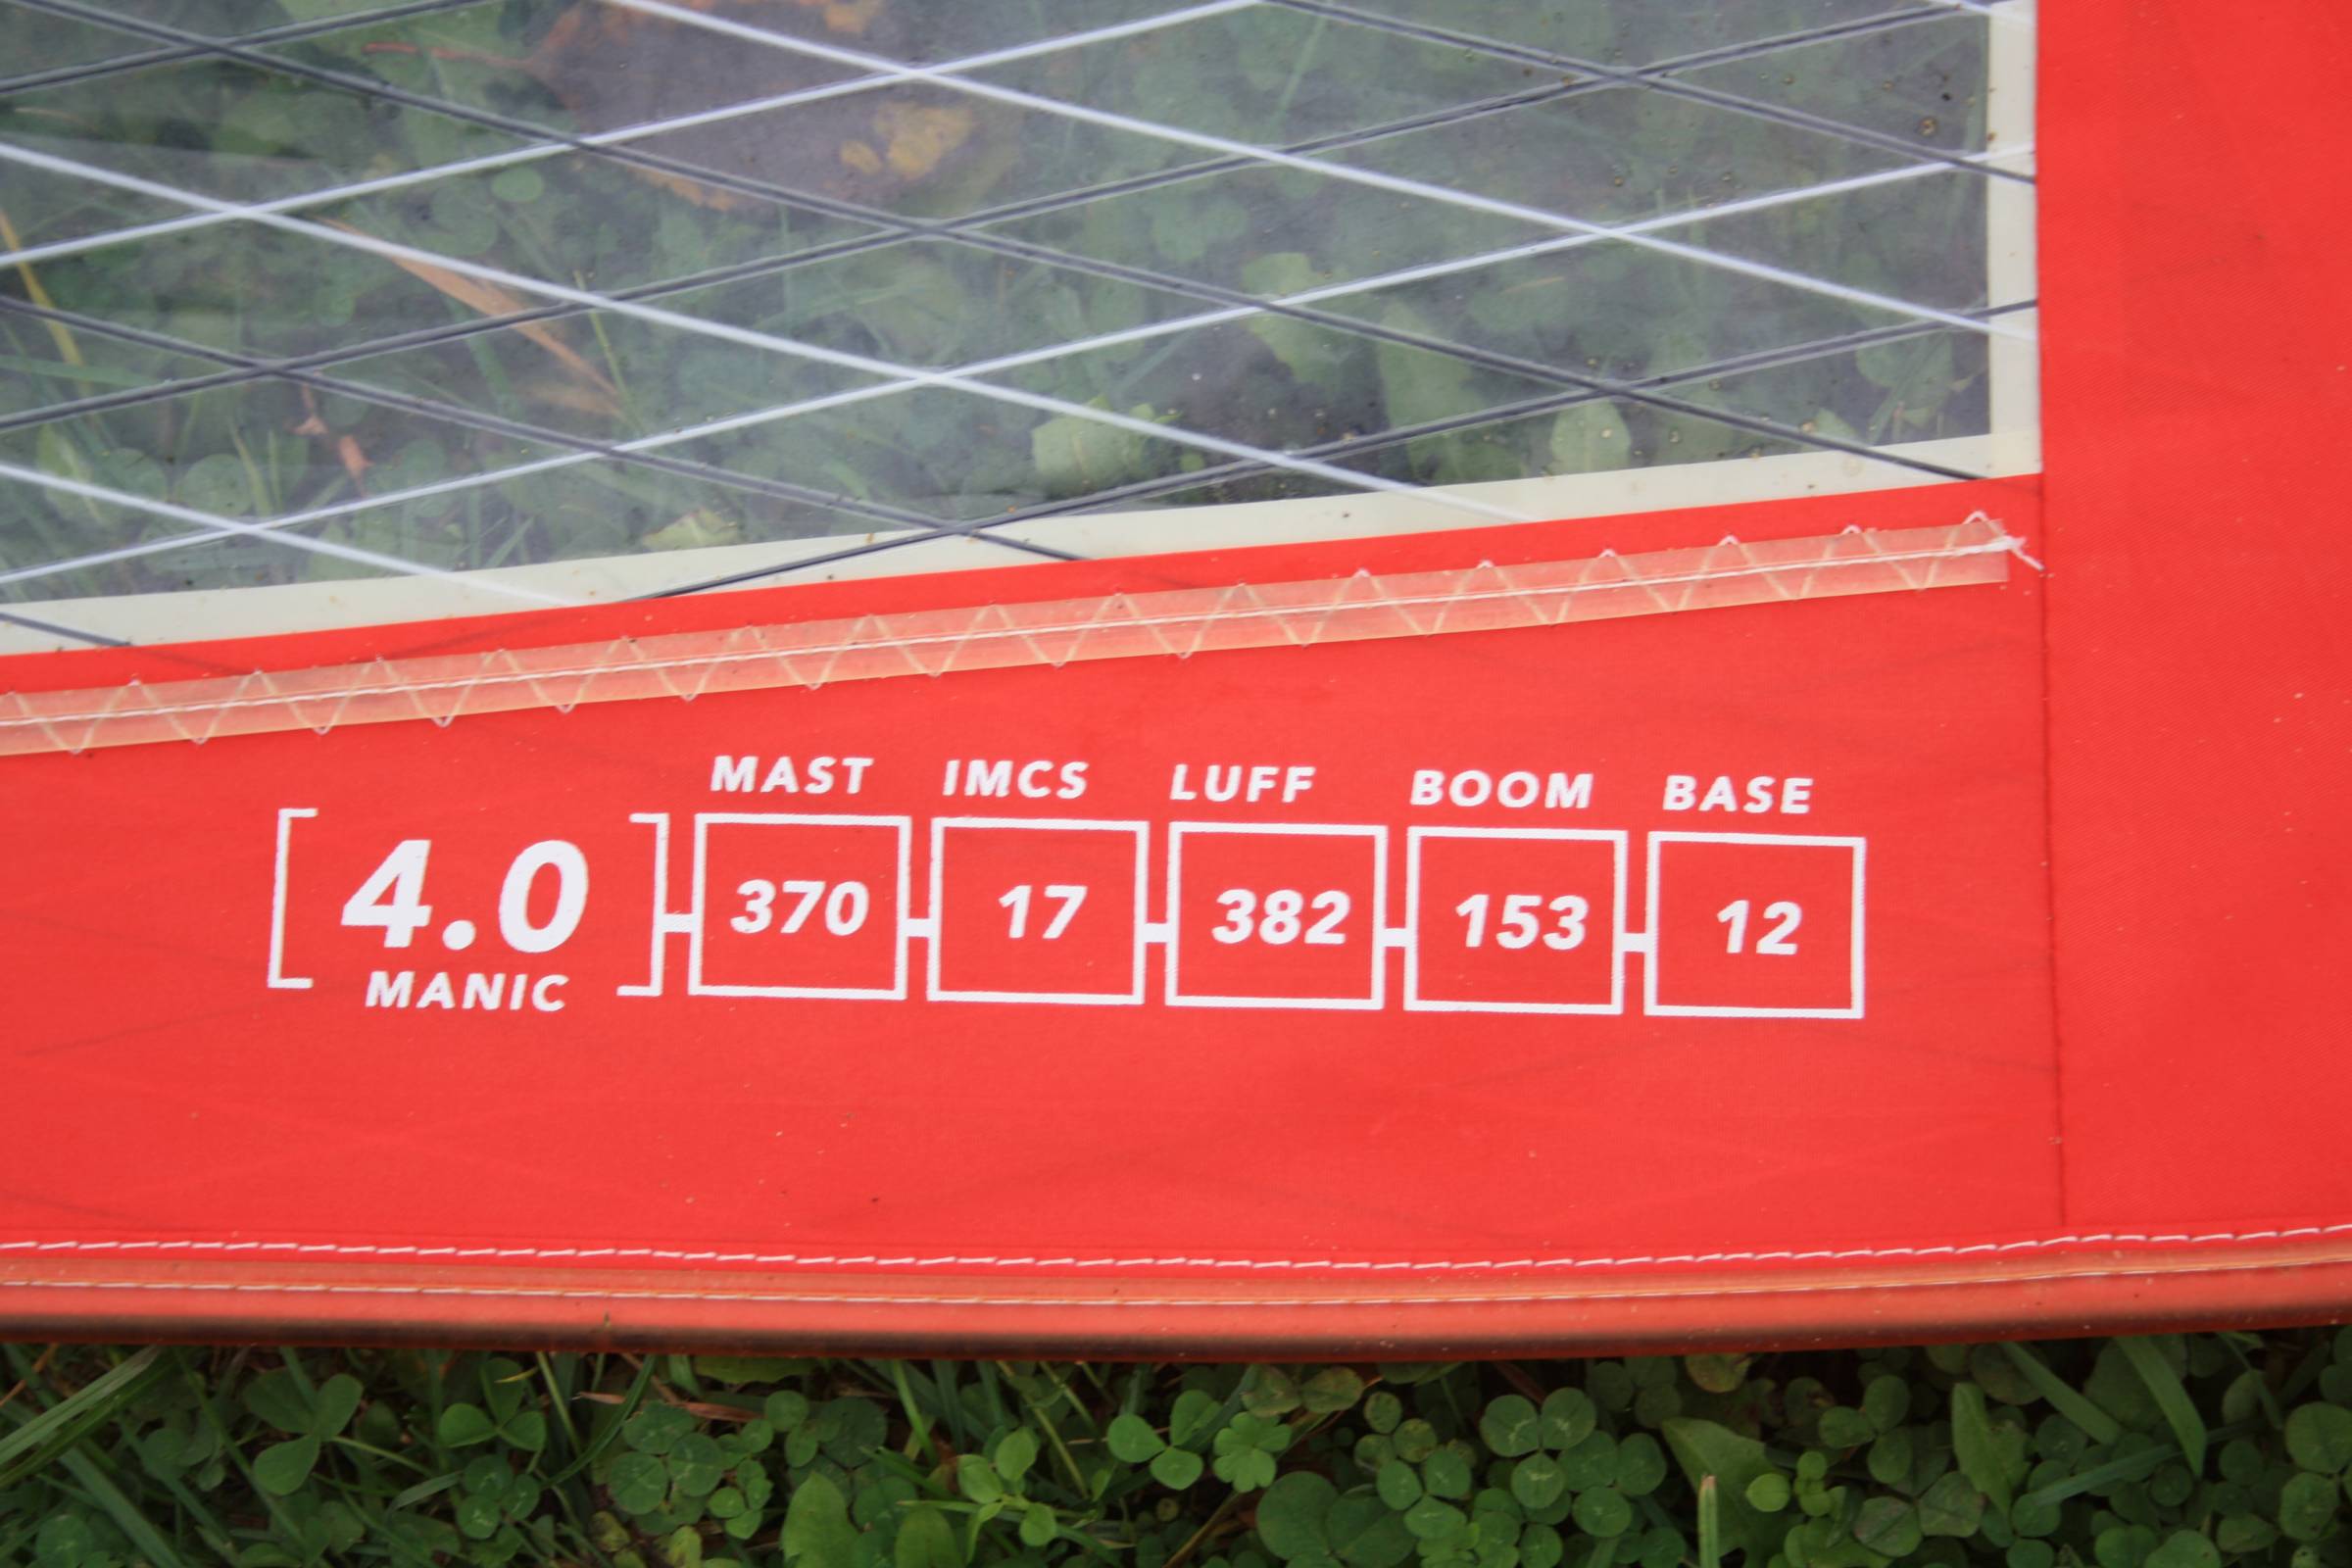 MAST IMCS LUFF BOOM BASE
4.0 370 17 382 153 12
MANIC